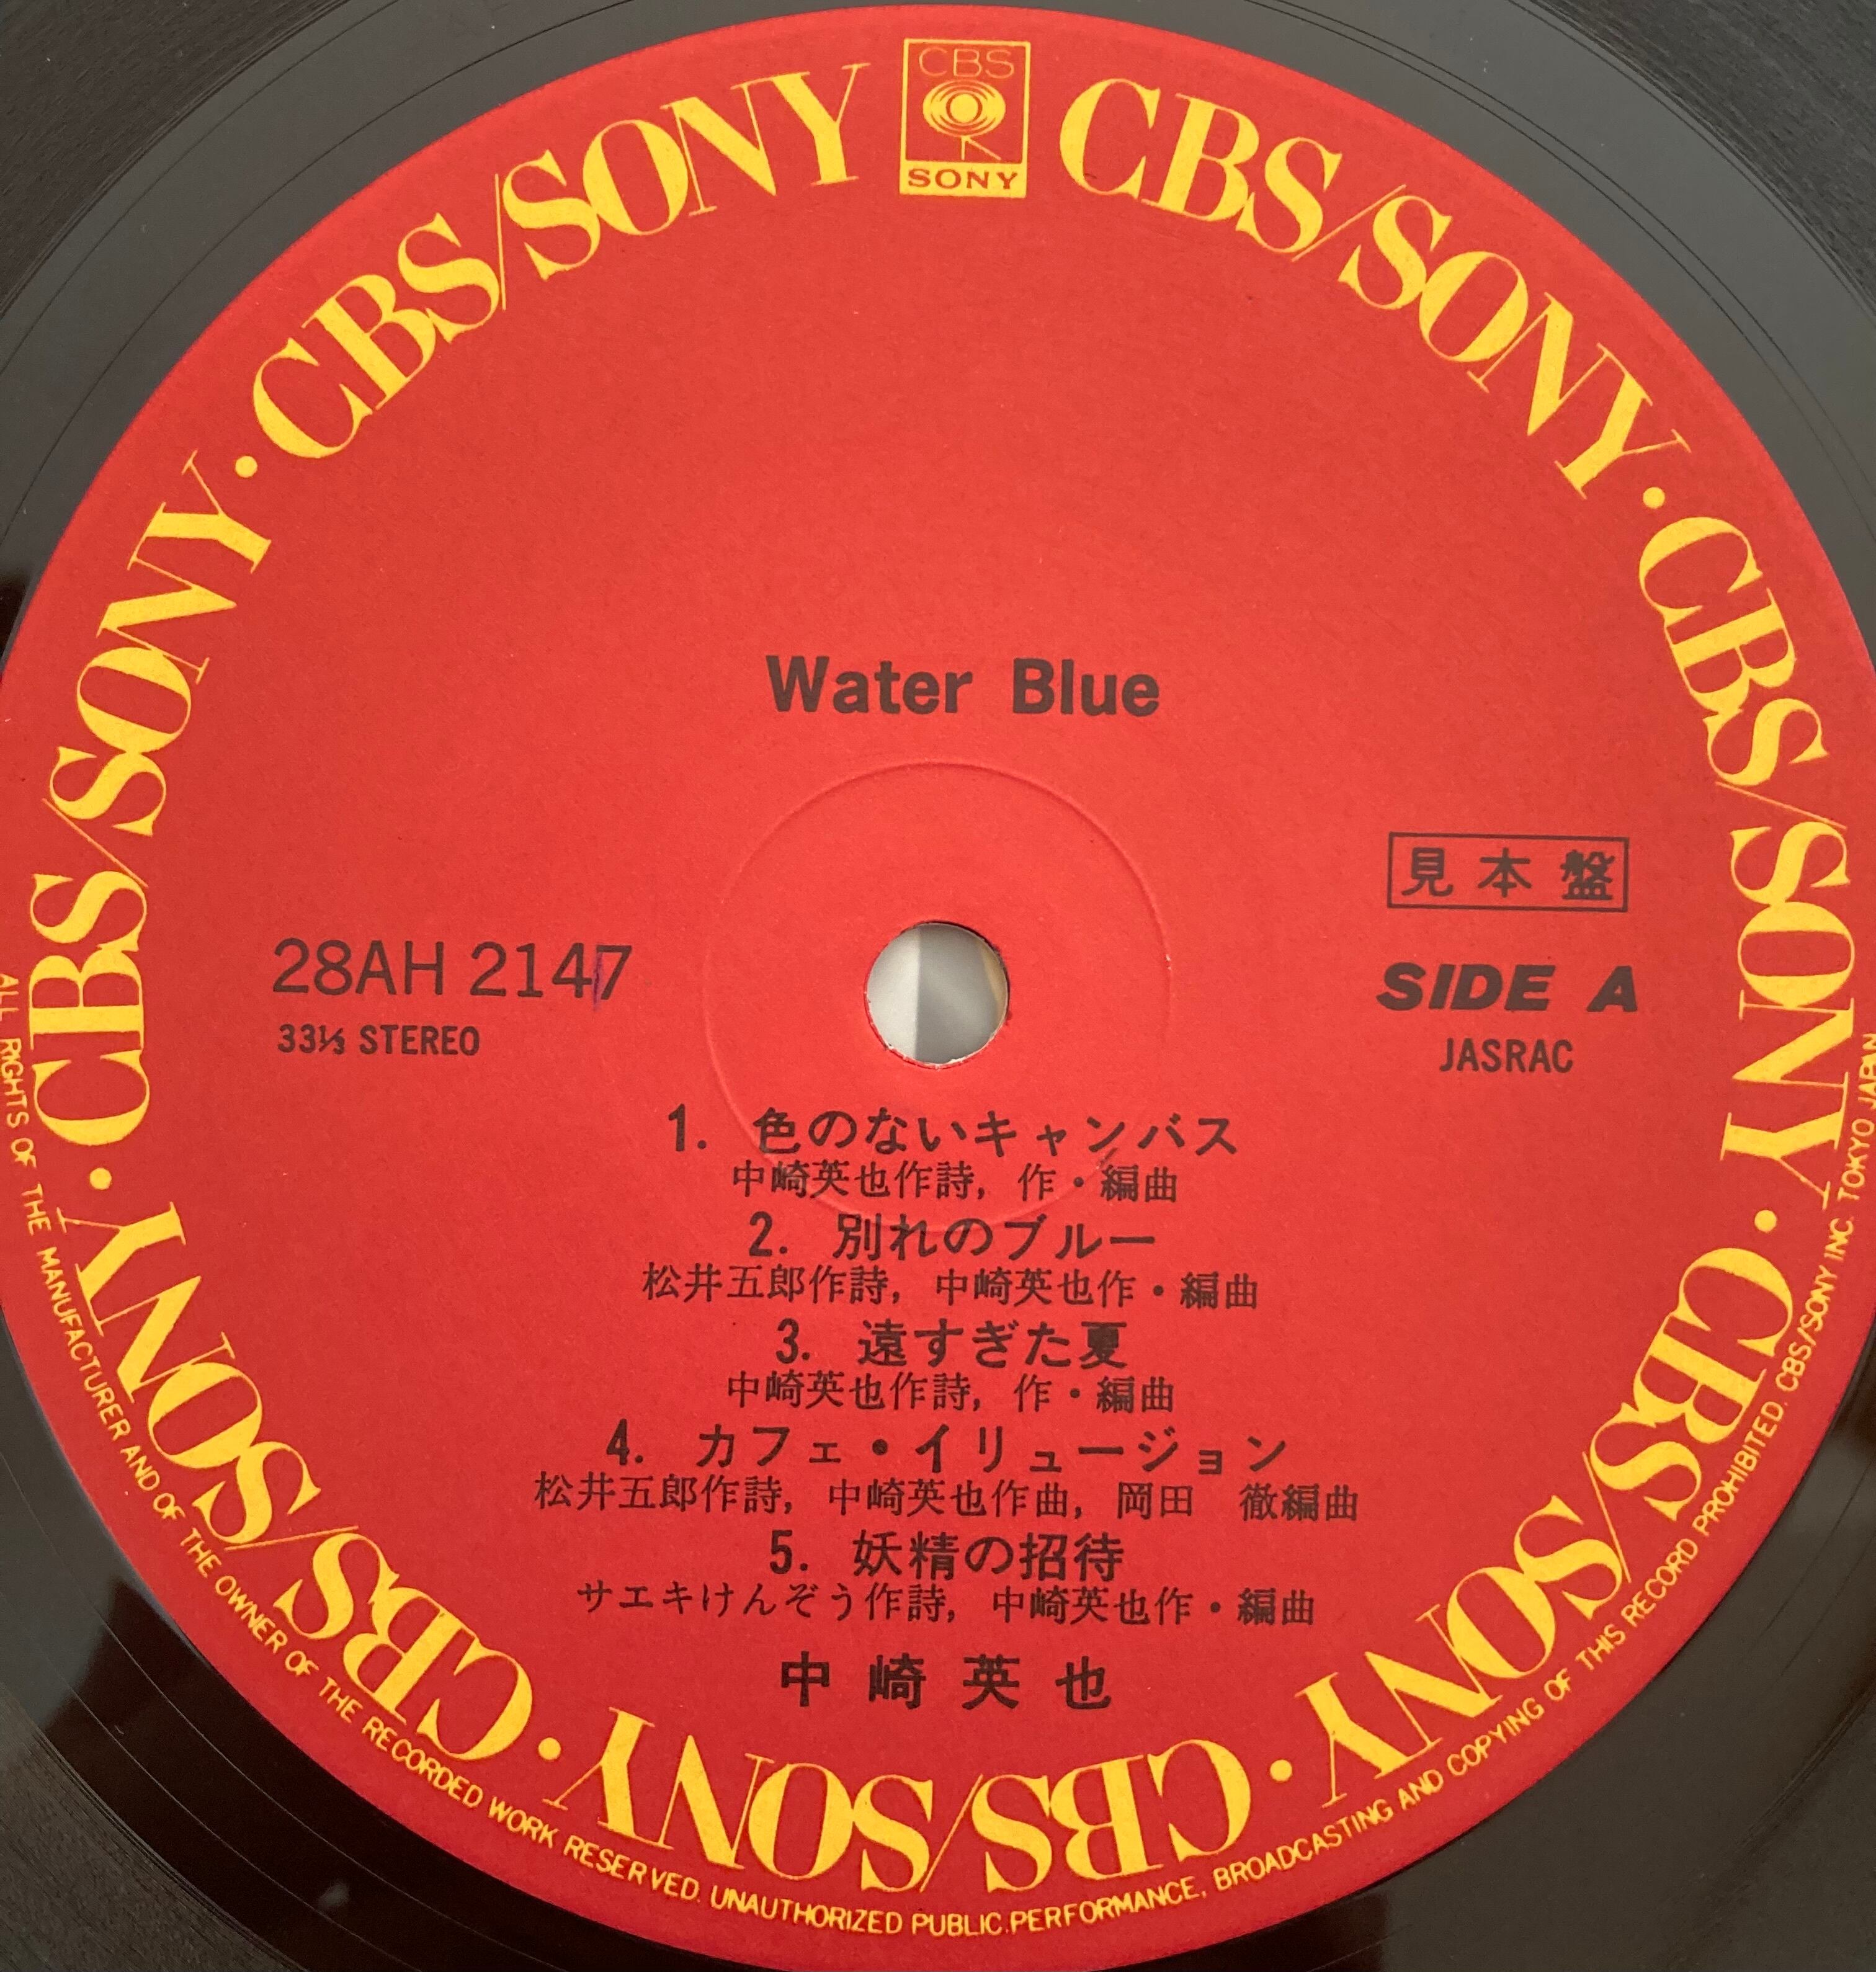 CBS
SONY
CBS/SONY · CBS/SONY · CBS/SONY · CBS/SONY · CBS/SONY · CBS/SONY · CBS/SONY
Water Blue
見本盤
28AH 2147
SIDE A
33⅓ STEREO
JASRAC
1. 色のないキャンバス
中崎英也作詩, 作・編曲
2. 別れのブルー
松井五郎作詩, 中崎英也作・編曲
3. 遠すぎた夏
中崎英也作詩, 作・編曲
4. カフェ・イリュージョン
松井五郎作詩, 中崎英也作曲, 岡田 徹編曲
5. 妖精の招待
サエキけんぞう作詩, 中崎英也作・編曲
中崎英也
ALL RIGHTS OF THE MANUFACTURER AND OF THE OWNER OF THE RECORDED WORK RESERVED. UNAUTHORIZED PUBLIC.PERFORMANCE, BROADCASTING AND COPYING OF THIS RECORD PROHIBITED. CBS/SONY INC. TOKYO JAPAN